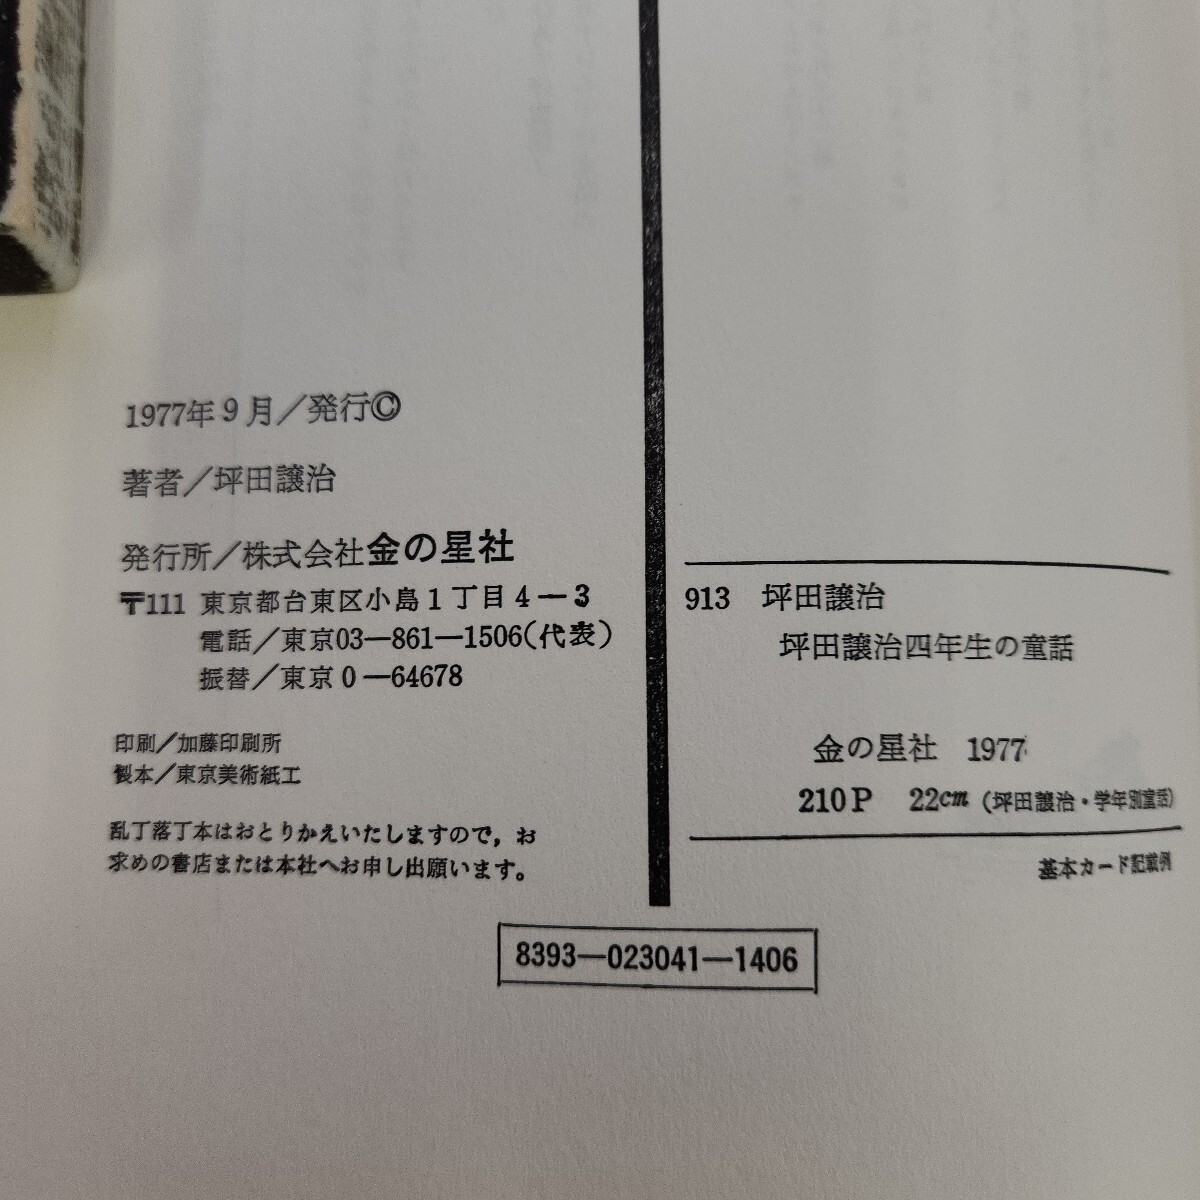 1977年9月／発行©
著者／坪田譲治
発行所／株式会社金の星社
〒111 東京都台東区小島1丁目4－3
電話／東京03―861―1506(代表)
振替／東京0―64678
印刷／加藤印刷所
製本／東京美術紙工
乱丁落丁本はおとりかえいたしますので，お
求めの書店または本社へお申し出願います。
913 坪田譲治
坪田譲治四年生の童話
金の星社 1977
210P 22cm (坪田譲治・学年別童話)
基本カード記載例
8393―023041―1406